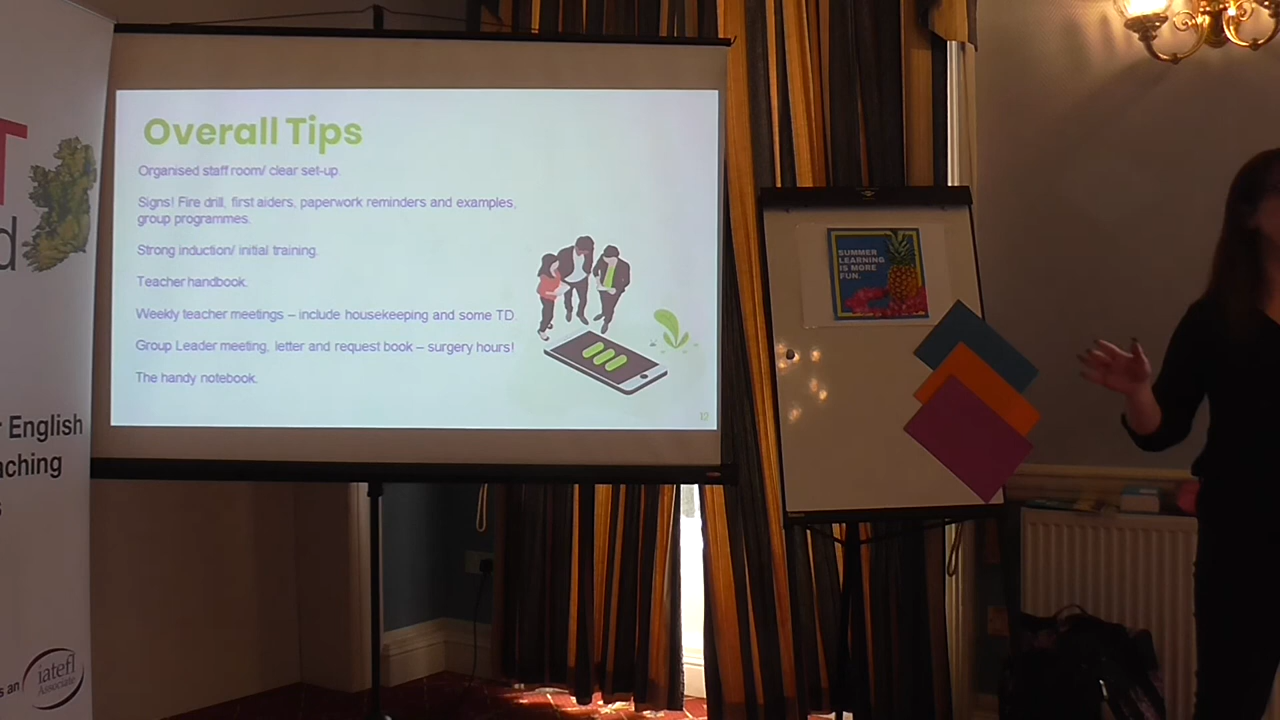 T
d
r English
aching
s
s an
iatefl
Associate
Overall Tips
Organised staff room/ clear set-up.
Signs! Fire drill, first aiders, paperwork reminders and examples,
group programmes.
Strong induction/ initial training.
Teacher handbook.
Weekly teacher meetings – include housekeeping and some TD.
Group Leader meeting, letter and request book – surgery hours!
The handy notebook.
12
SUMMER
LEARNING
IS MORE
FUN.